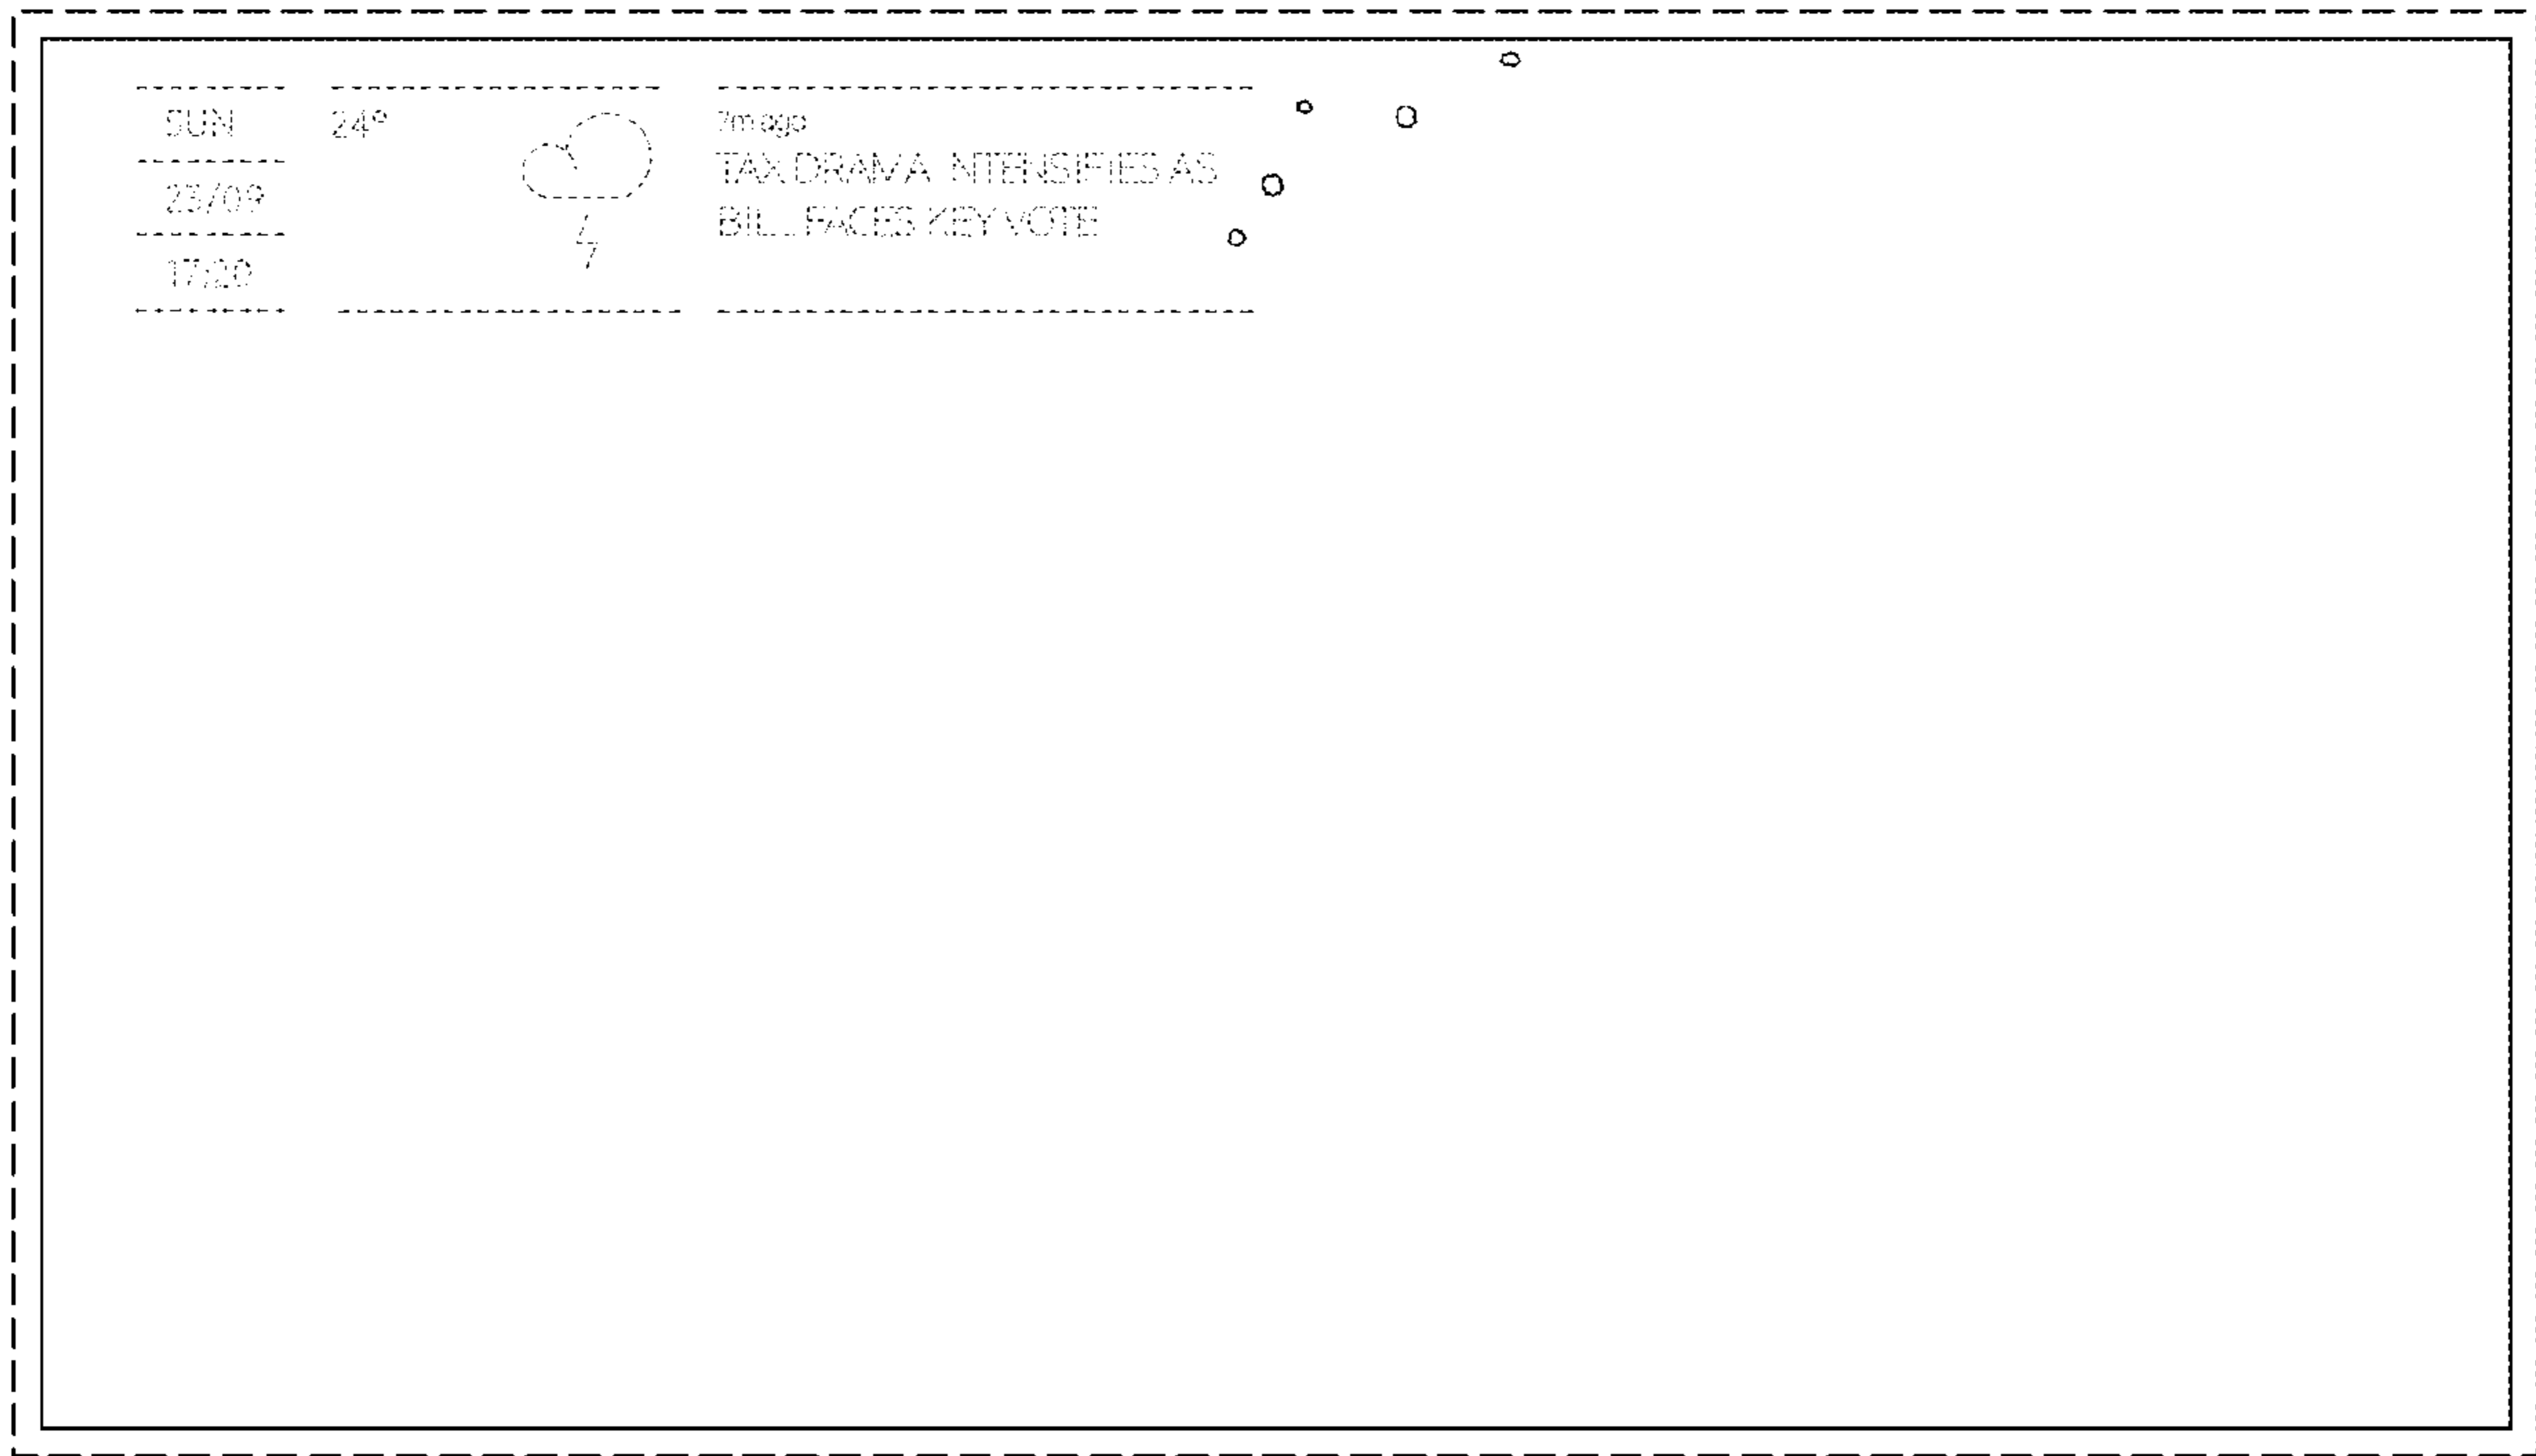 SUN
23/09
17:20
24°
7m ago
TAX DRAMA INTENSIFIES AS
BILL FACES KEY VOTE